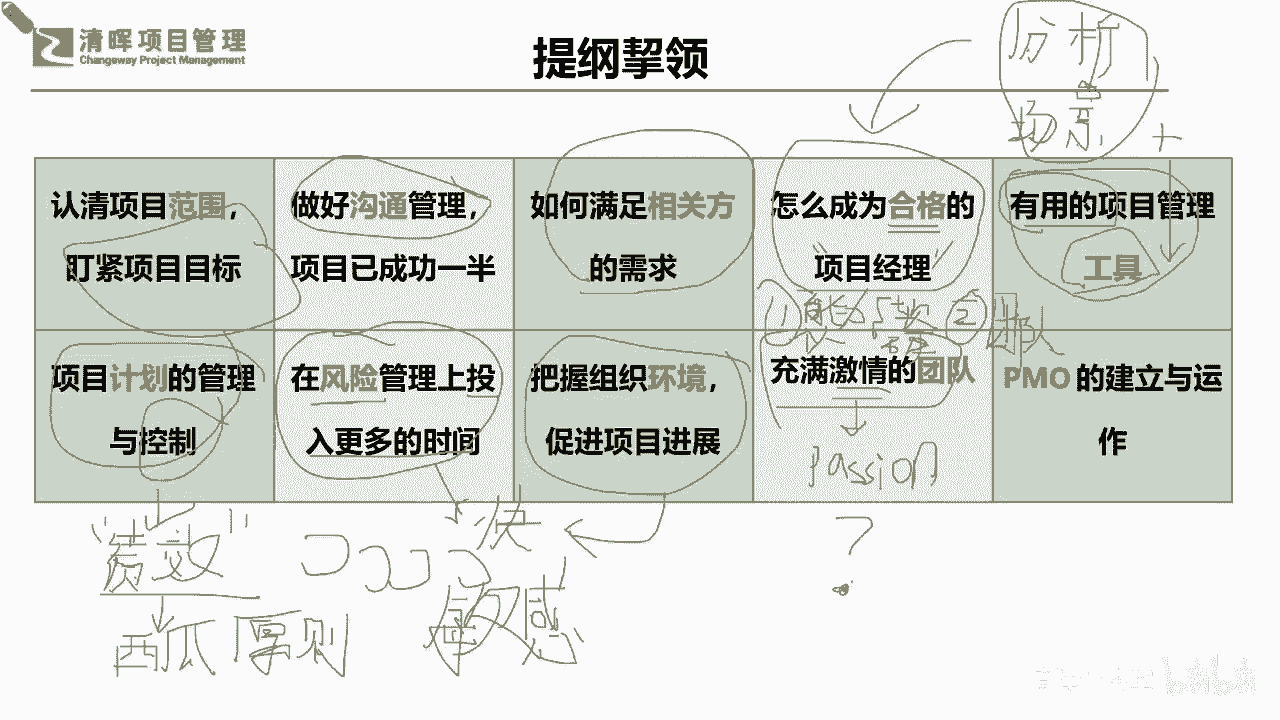 清晖项目管理
Changeway Project Management
提纲挈领
分析
场景
认清项目范围，
盯紧项目目标
做好沟通管理，
项目已成功一半
如何满足相关方
的需求
怎么成为合格的
项目经理
有用的项目管理
工具
①能力
②团队
项目计划的管理
与控制
在风险管理上投
入更多的时间
把握组织环境，
促进项目进展
充满激情的团队
PMO 的建立与运
作
Passion
?
"绩效"
快
敏感
西瓜原则
bilibili